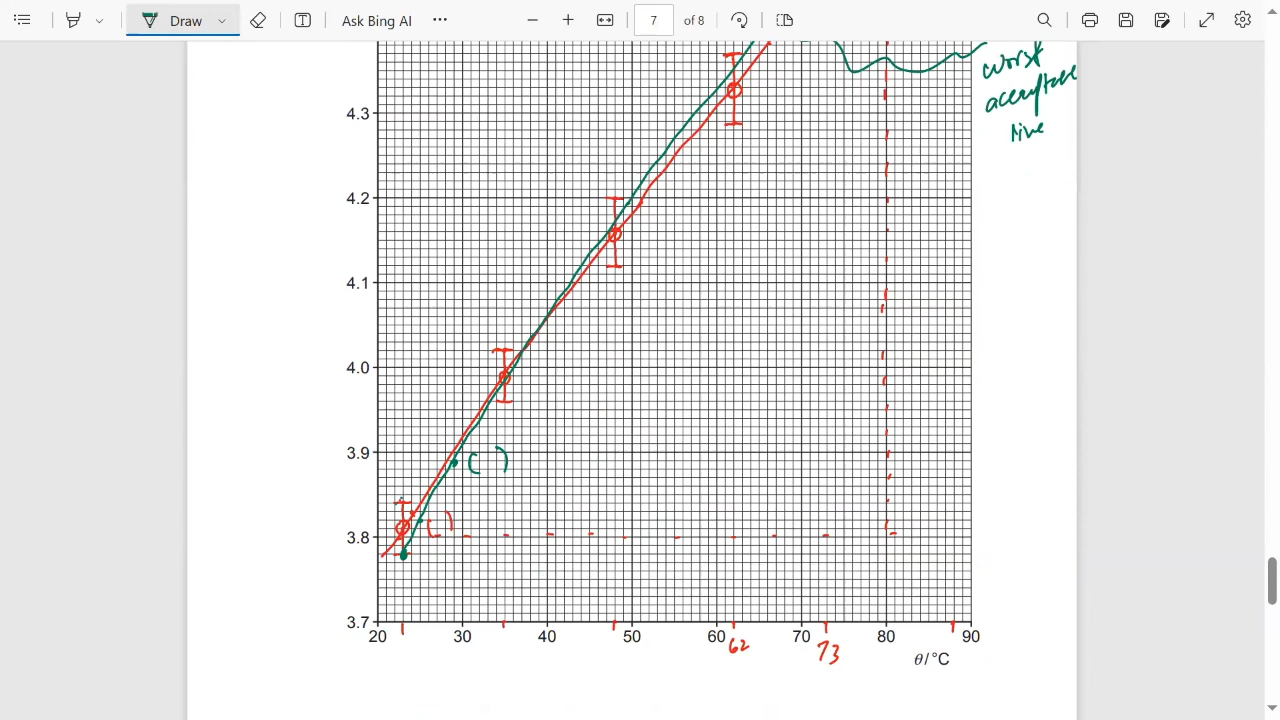 Draw
Ask Bing AI
7 of 8
worst
acceptable
line
4.3
4.2
4.1
4.0
3.9
( )
( )
3.8
3.7
20 30 40 50 60 70 80 90
62 73
θ/°C